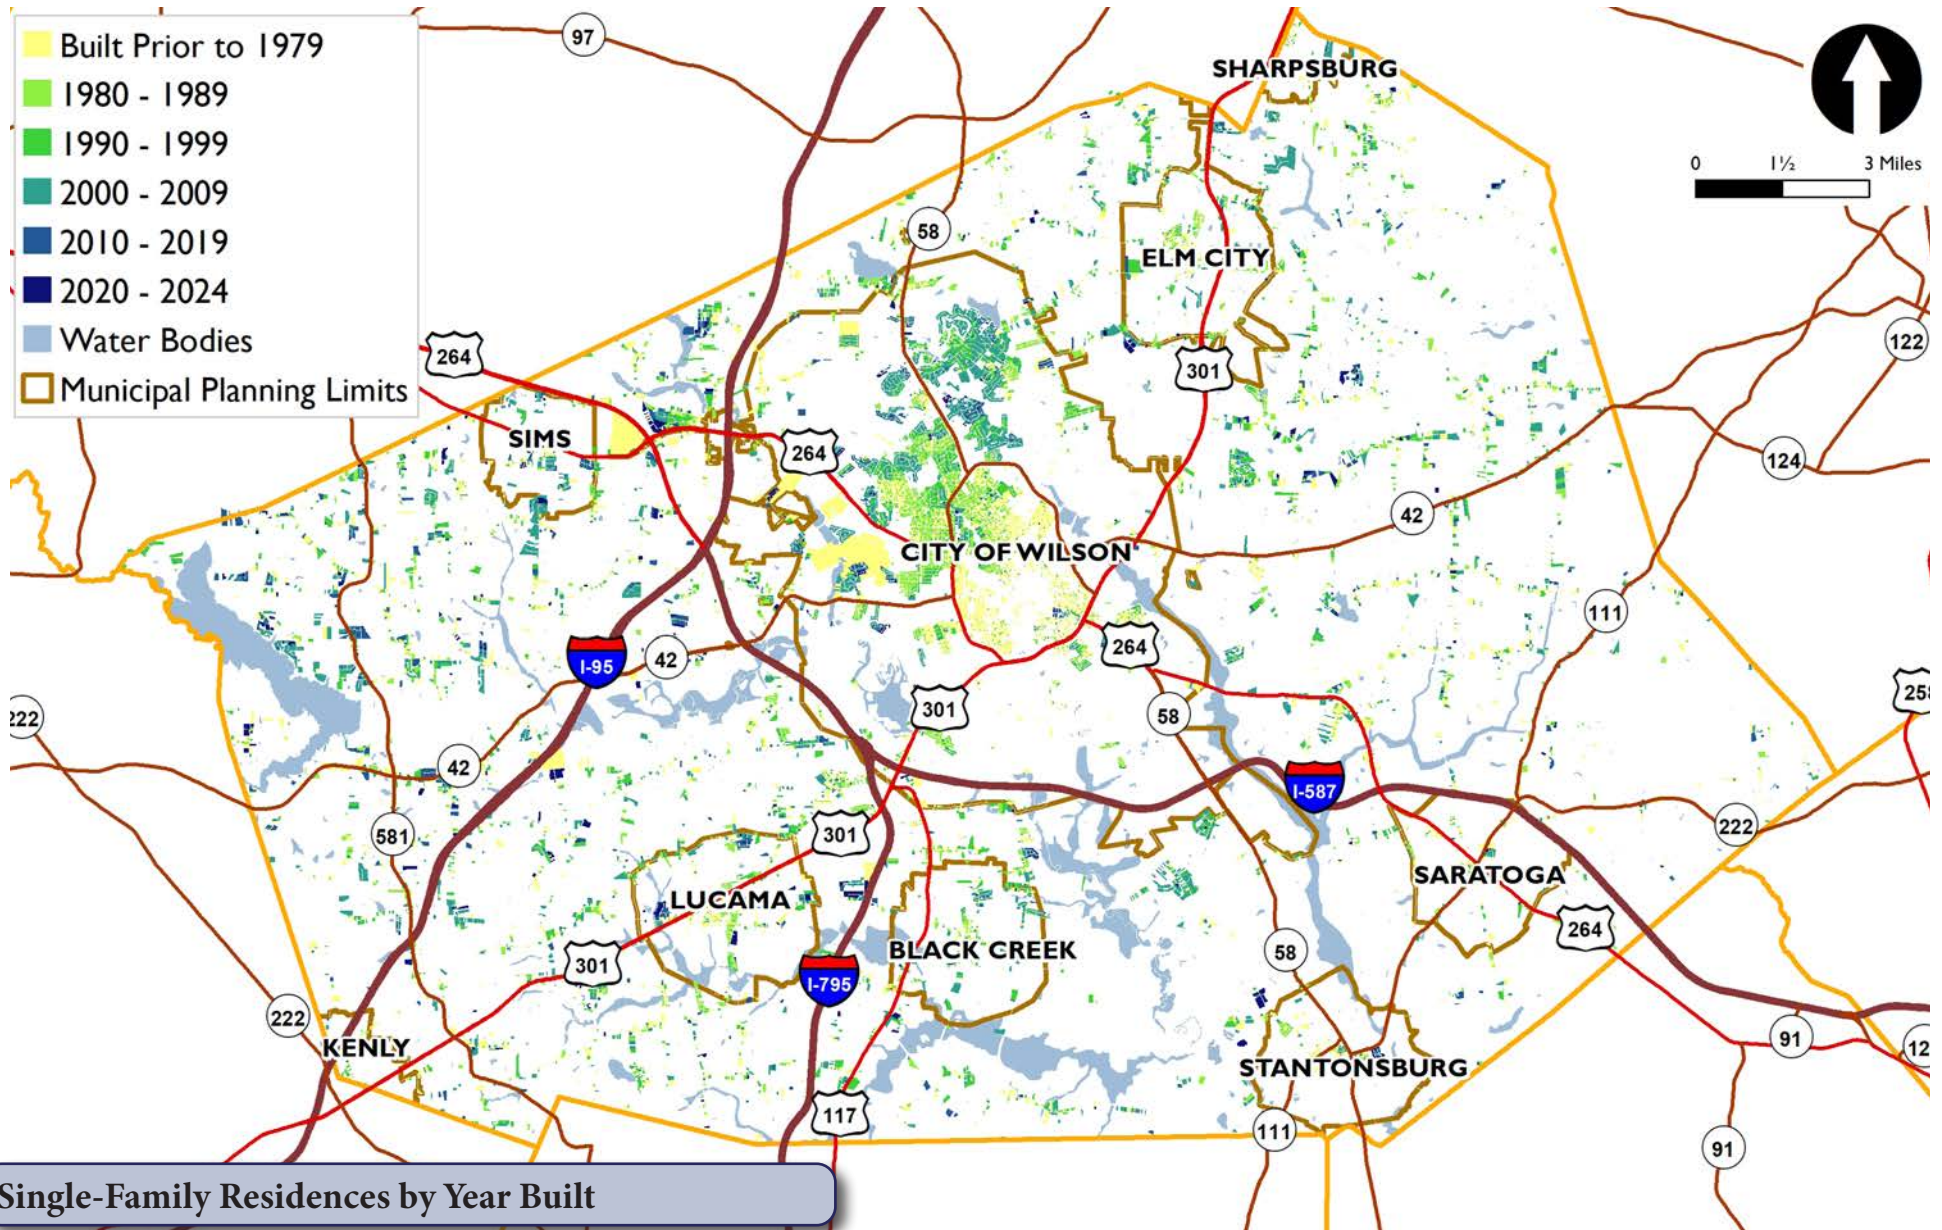 Built Prior to 1979
1980 - 1989
1990 - 1999
2000 - 2009
2010 - 2019
2020 - 2024
Water Bodies
Municipal Planning Limits
97
SHARPSBURG
0 1½ 3 Miles
58
ELM CITY
264
301
122
SIMS
264
124
42
CITY OF WILSON
111
264
I-95
42
222
301
58
258
42
I-587
581
301
222
SARATOGA
LUCAMA
264
BLACK CREEK
58
301
I-795
222
KENLY
91
12
STANTONSBURG
117
111
91
Single-Family Residences by Year Built